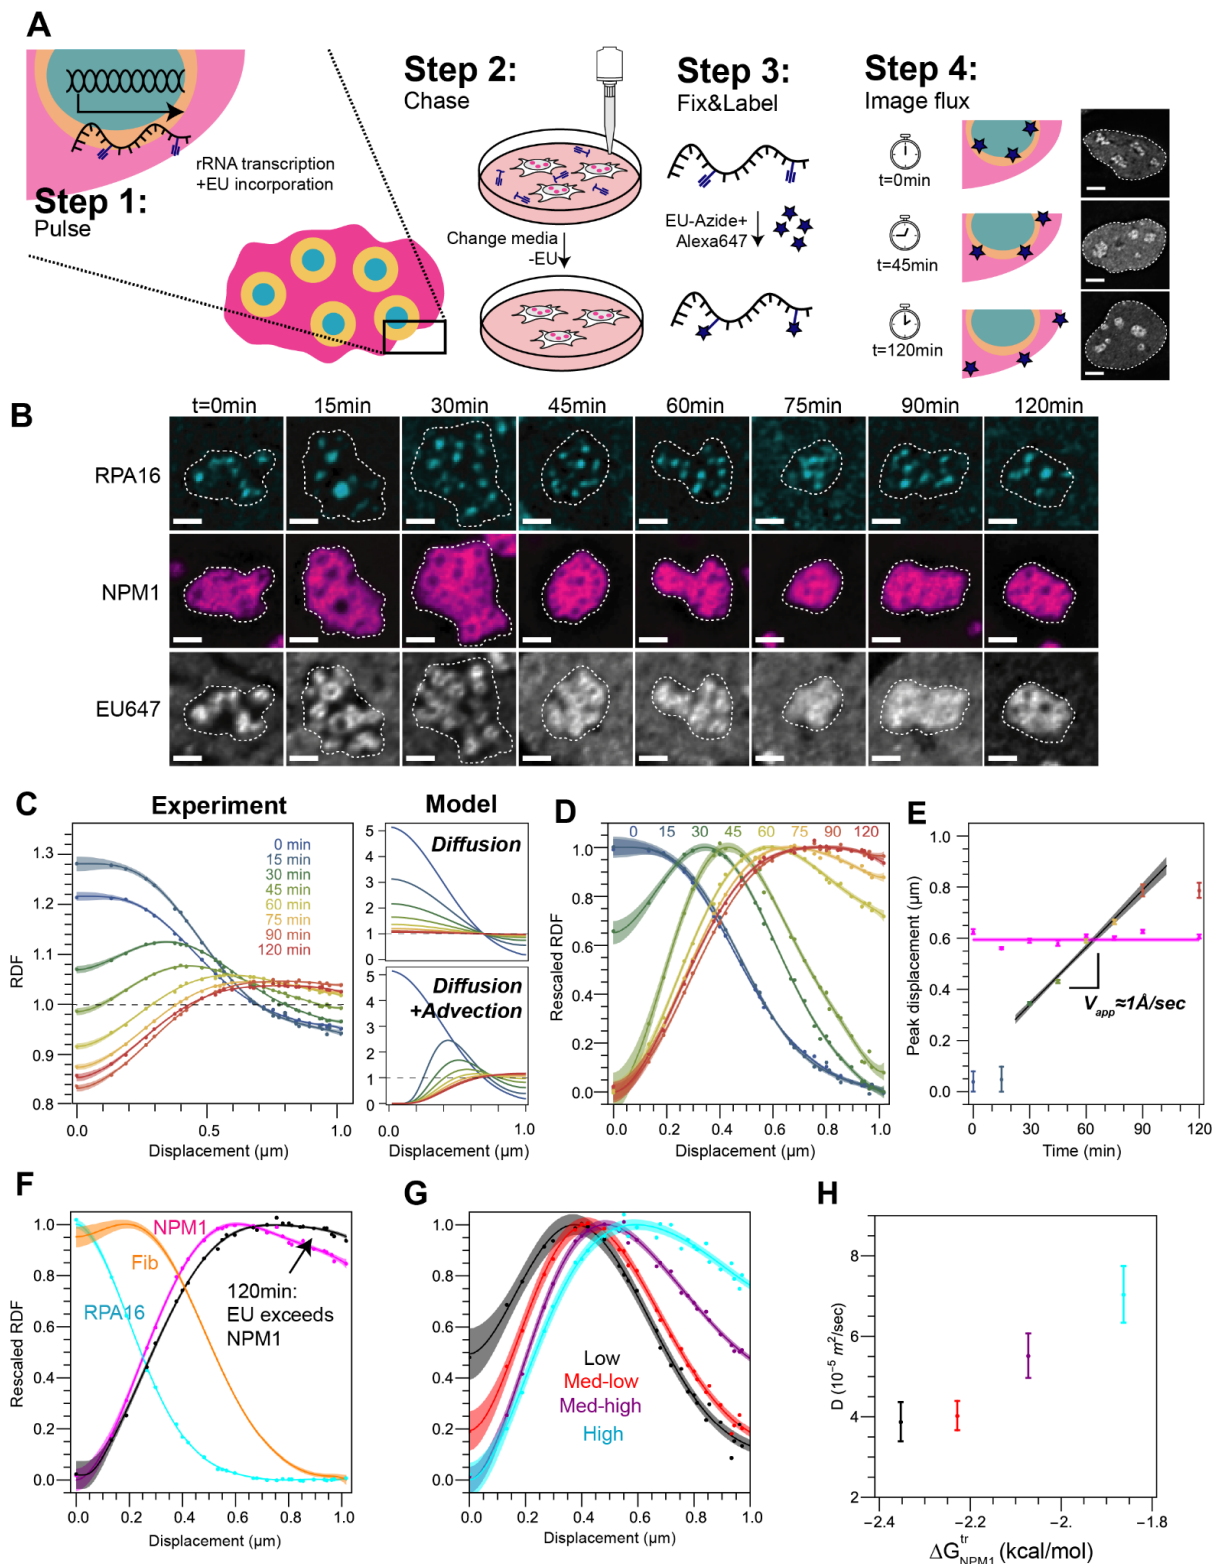 A
Step 1:
Pulse
rRNA transcription
+EU incorporation
Step 2:
Chase
Change media
-EU
Step 3:
Fix&Label
EU-Azide+
Alexa647
Step 4:
Image flux
t=0min
t=45min
t=120min
B
t=0min 15min 30min 45min 60min 75min 90min 120min
RPA16
NPM1
EU647
C
Experiment
RDF
1.3
1.2
1.1
1.0
0.9
0.8
0 min
15 min
30 min
45 min
60 min
75 min
90 min
120 min
0.0 0.5 1.0
Displacement (µm)
Model
Diffusion
5
4
3
2
1
0
Diffusion
+Advection
5
4
3
2
1
0
0.0 1.0
Displacement (µm)
D
0 15 30 45 60 75 90 120
Rescaled RDF
1.0
0.8
0.6
0.4
0.2
0.0
0.0 0.2 0.4 0.6 0.8 1.0
Displacement (µm)
E
Peak displacement (µm)
1.0
0.8
0.6
0.4
0.2
0.0
Vapp≈1Å/sec
0 30 60 90 120
Time (min)
F
Rescaled RDF
1.0
0.8
0.6
0.4
0.2
0.0
NPM1
Fib
RPA16
120min:
EU exceeds
NPM1
0.0 0.2 0.4 0.6 0.8 1.0
Displacement (µm)
G
1.0
0.8
0.6
0.4
0.2
0.0
Low
Med-low
Med-high
High
0.0 0.2 0.4 0.6 0.8 1.0
Displacement (µm)
H
D (10⁻⁵ m²/sec)
8
6
4
2
−2.4 −2.2 −2. −1.8
ΔG^tr_NPM1 (kcal/mol)